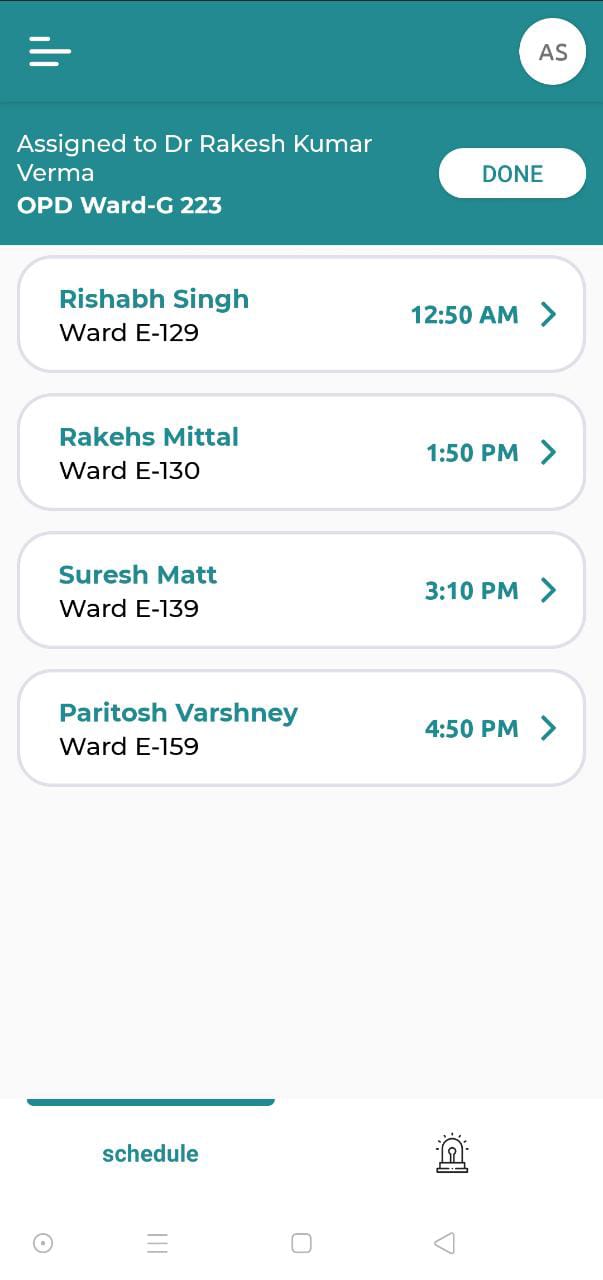 AS
Assigned to Dr Rakesh Kumar
Verma
OPD Ward-G 223
DONE
Rishabh Singh
Ward E-129
12:50 AM
Rakehs Mittal
Ward E-130
1:50 PM
Suresh Matt
Ward E-139
3:10 PM
Paritosh Varshney
Ward E-159
4:50 PM
schedule